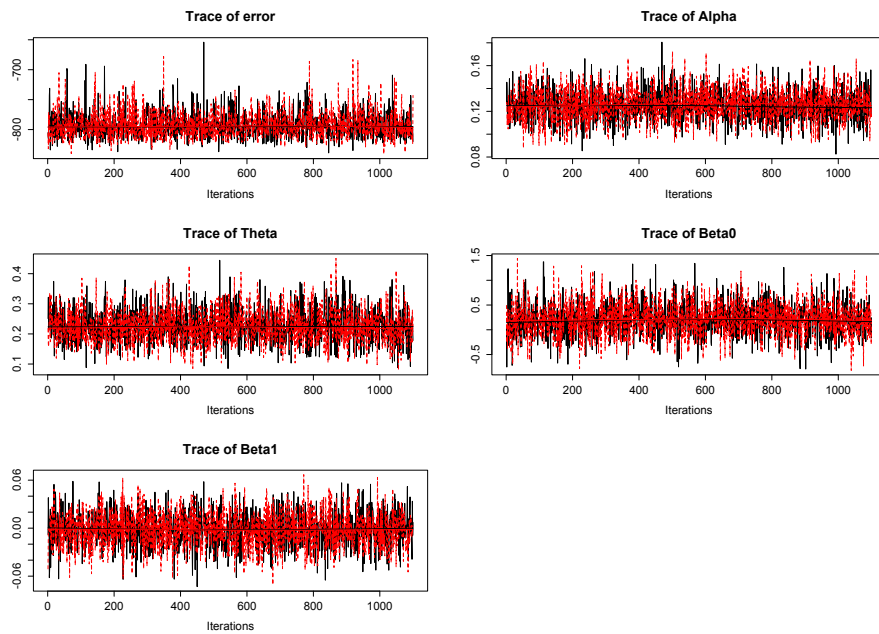 Trace of error
-700
-800
0 200 400 600 800 1000
Iterations
Trace of Alpha
0.16
0.12
0.08
0 200 400 600 800 1000
Iterations
Trace of Theta
0.4
0.3
0.2
0.1
0 200 400 600 800 1000
Iterations
Trace of Beta0
1.5
0.5
-0.5
0 200 400 600 800 1000
Iterations
Trace of Beta1
0.06
0.00
-0.06
0 200 400 600 800 1000
Iterations